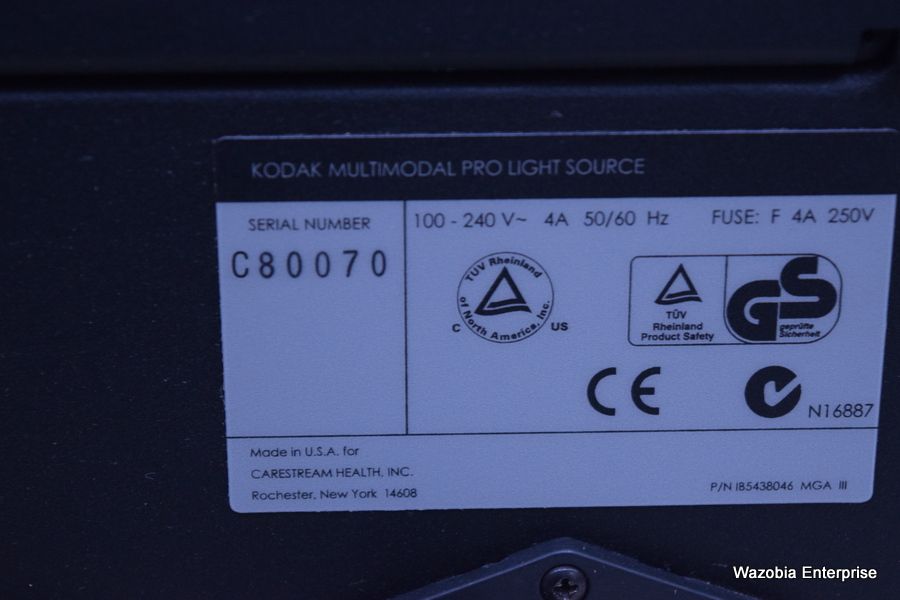 KODAK MULTIMODAL PRO LIGHT SOURCE
SERIAL NUMBER
C80070
100 - 240 V~ 4A 50/60 Hz FUSE: F 4A 250V
TÜV Rheinland
of North America, Inc.
C US
TÜV
Rheinland
Product Safety
GS
geprüfte
Sicherheit
CE
N16887
Made in U.S.A. for
CARESTREAM HEALTH, INC.
Rochester, New York 14608
P/N I85438046 MGA III
Wazobia Enterprise